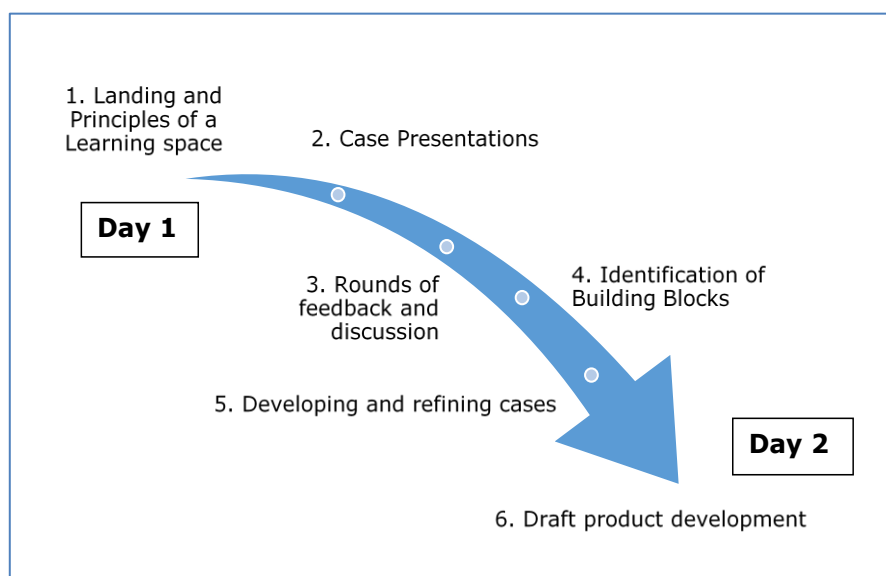 1. Landing and
Principles of a
Learning space
2. Case Presentations
Day 1
3. Rounds of
feedback and
discussion
4. Identification of
Building Blocks
5. Developing and refining cases
Day 2
6. Draft product development